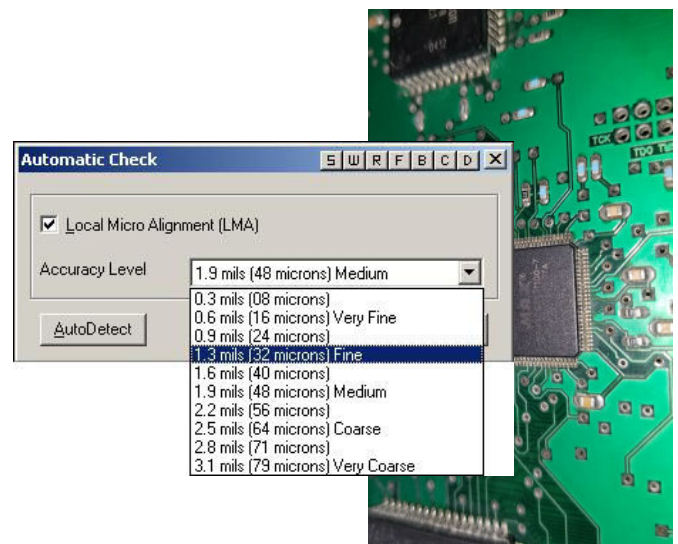 Automatic Check
S W R F B C D X
Local Micro Alignment (LMA)
Accuracy Level
1.9 mils (48 microns) Medium
AutoDetect
0.3 mils (08 microns)
0.6 mils (16 microns) Very Fine
0.9 mils (24 microns)
1.3 mils (32 microns) Fine
1.6 mils (40 microns)
1.9 mils (48 microns) Medium
2.2 mils (56 microns)
2.5 mils (64 microns) Coarse
2.8 mils (71 microns)
3.1 mils (79 microns) Very Coarse
TCK
TDO